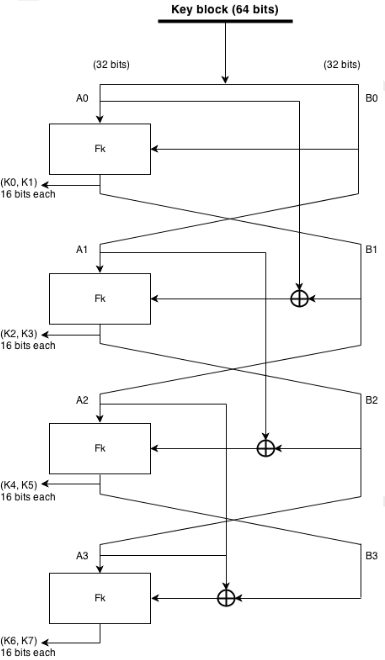 Key block (64 bits)
(32 bits)
(32 bits)
A0
B0
Fk
(K0, K1)
16 bits each
A1
B1
Fk
(K2, K3)
16 bits each
A2
B2
Fk
(K4, K5)
16 bits each
A3
B3
Fk
(K6, K7)
16 bits each